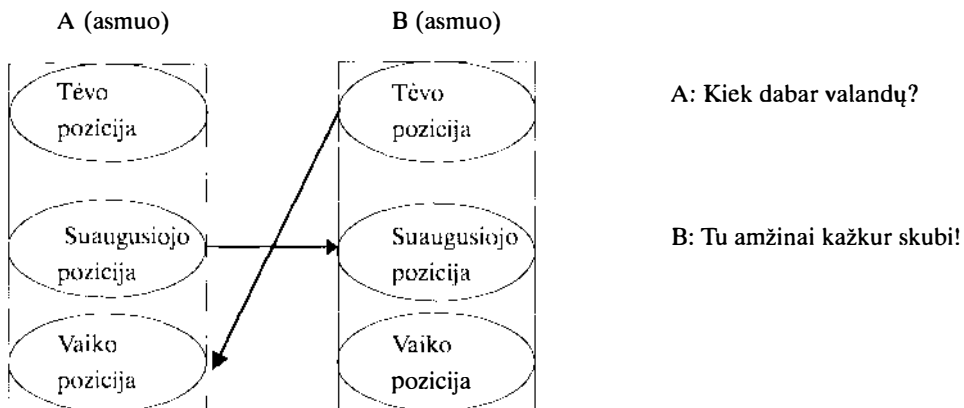 A (asmuo)
B (asmuo)
Tėvo
pozicija
Tėvo
pozicija
A: Kiek dabar valandų?
Suaugusiojo
pozicija
Suaugusiojo
pozicija
B: Tu amžinai kažkur skubi!
Vaiko
pozicija
Vaiko
pozicija